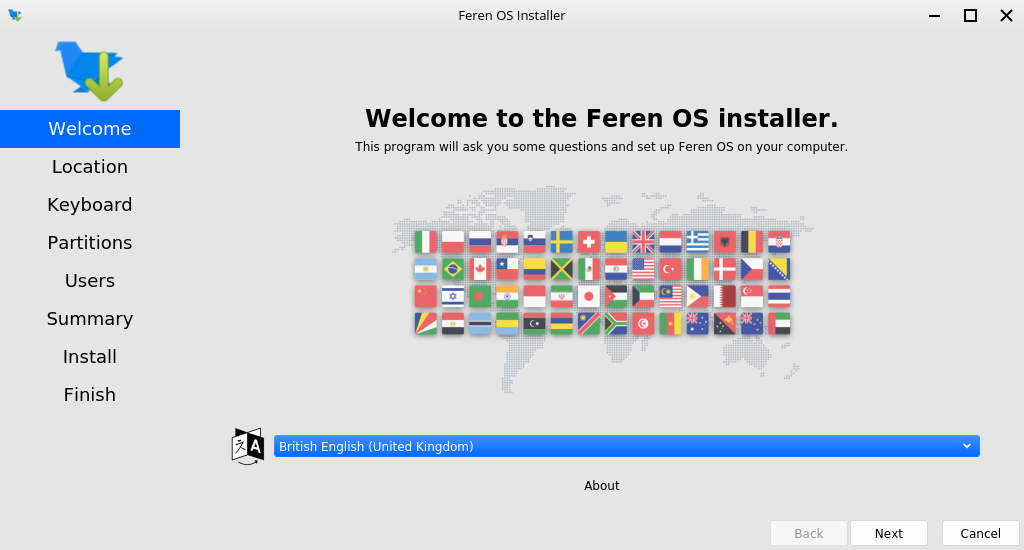 Feren OS Installer
Welcome
Location
Keyboard
Partitions
Users
Summary
Install
Finish
Welcome to the Feren OS installer.
This program will ask you some questions and set up Feren OS on your computer.
British English (United Kingdom)
About
Back
Next
Cancel